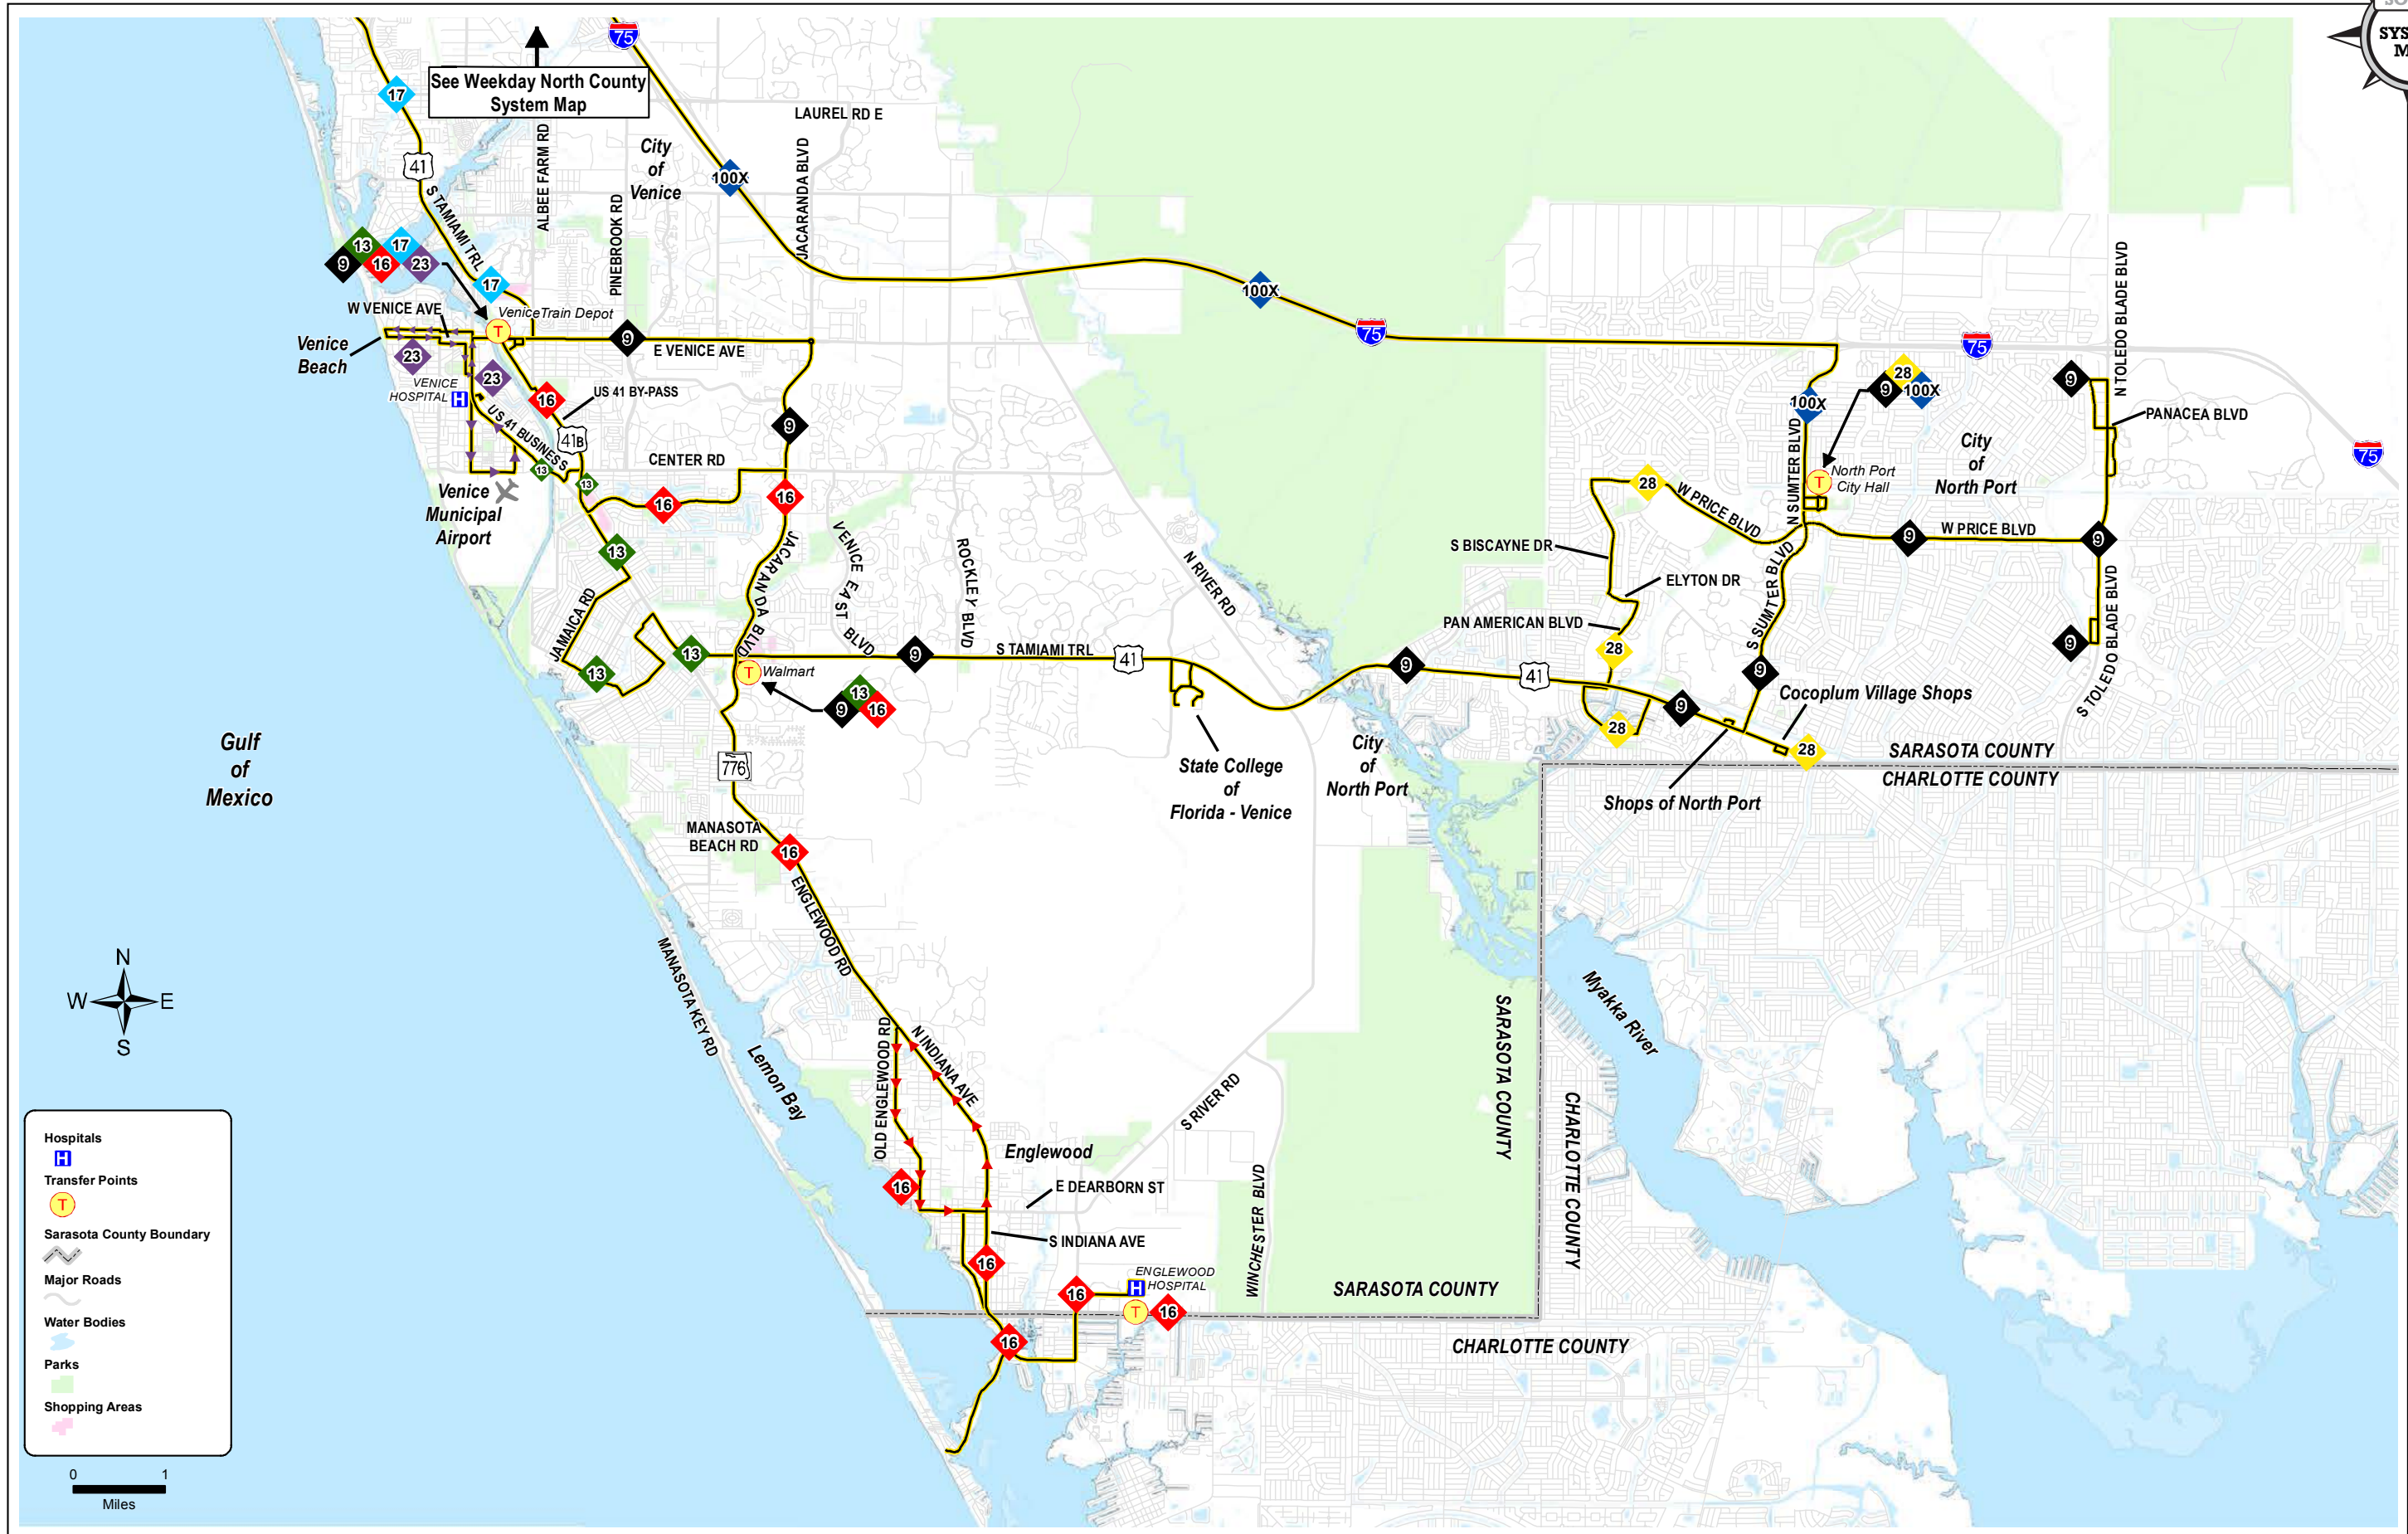 75
See Weekday North County
System Map
17
41
S TAMIAMI TRL
ALBEE FARM RD
City
of
Venice
PINEBROOK RD
LAUREL RD E
JACARANDA BLVD
100X
13
17
9
16
23
17
W VENICE AVE
Venice Train Depot
T
Venice
Beach
23
23
VENICE
HOSPITAL
H
9
E VENICE AVE
US 41 BY-PASS
16
41B
US 41 BUSINESS
13
13
CENTER RD
9
16
16
Venice
Municipal
Airport
13
JAMAICA RD
13
13
JACARANDA BLVD
VENICE EAST BLVD
ROCKLEY BLVD
N RIVER RD
T
Walmart
9
13
16
9
S TAMIAMI TRL
41
State College
of
Florida - Venice
100X
75
75
75
N TOLEDO BLADE BLVD
9
PANACEA BLVD
28
9
100X
100X
N SUMTER BLVD
City
of
North Port
T
North Port
City Hall
28
W PRICE BLVD
9
W PRICE BLVD
9
S BISCAYNE DR
ELYTON DR
S SUMTER BLVD
PAN AMERICAN BLVD
28
9
41
9
9
S TOLEDO BLADE BLVD
9
28
9
Cocoplum Village Shops
28
Shops of North Port
City
of
North Port
SARASOTA COUNTY
CHARLOTTE COUNTY
Gulf
of
Mexico
776
MANASOTA
BEACH RD
16
ENGLEWOOD RD
MANASOTA KEY RD
Lemon Bay
OLD ENGLEWOOD RD
N INDIANA AVE
Englewood
S RIVER RD
WINCHESTER BLVD
16
E DEARBORN ST
S INDIANA AVE
16
16
ENGLEWOOD
HOSPITAL
H
T
16
16
SARASOTA COUNTY
CHARLOTTE COUNTY
SARASOTA COUNTY
CHARLOTTE COUNTY
Myakka River
N
W
E
S
Hospitals
H
Transfer Points
T
Sarasota County Boundary
Major Roads
Water Bodies
Parks
Shopping Areas
0
1
Miles